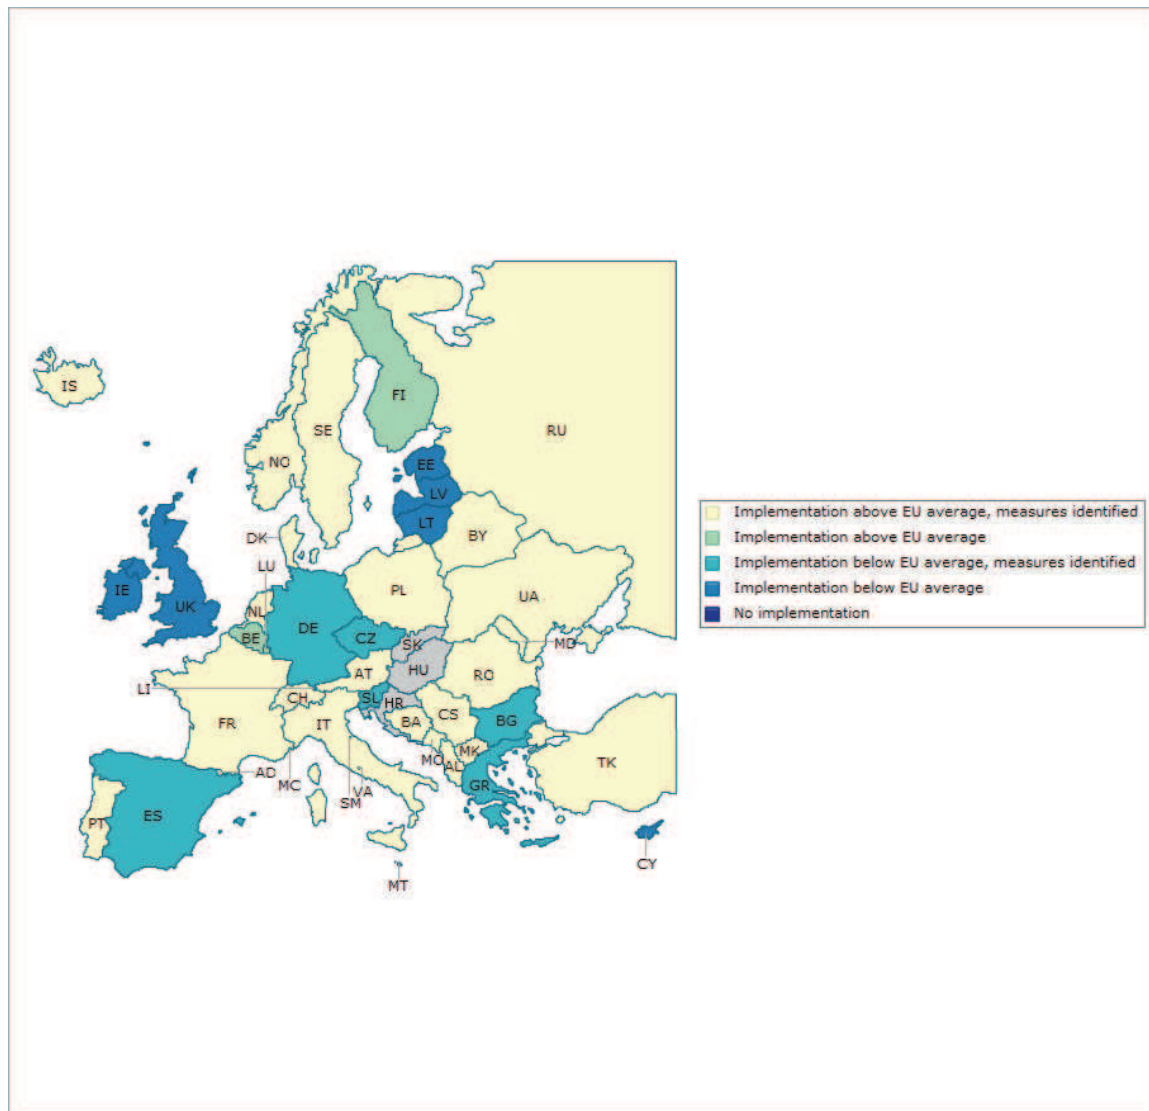 IS
FI
SE
RU
NO
EE
LV
LT
DK
BY
LU
IE
UK
NL
PL
UA
BE
DE
CZ
SK
MD
AT
HU
RO
LI
CH
SL
HR
FR
IT
BA
CS
BG
MO
MK
AL
TK
AD
MC
SM
VA
GR
PT
ES
CY
MT
Implementation above EU average, measures identified
Implementation above EU average
Implementation below EU average, measures identified
Implementation below EU average
No implementation